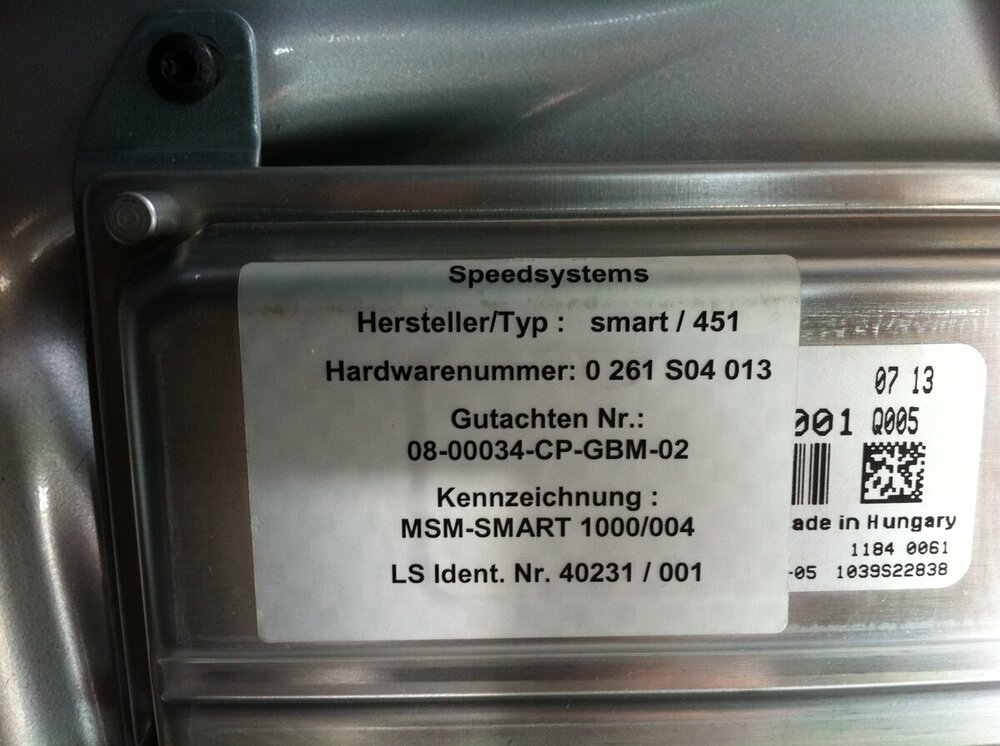 Speedsystems
Hersteller/Typ : smart / 451
Hardwarenummer: 0 261 S04 013
Gutachten Nr.:
08-00034-CP-GBM-02
Kennzeichnung :
MSM-SMART 1000/004
LS Ident. Nr. 40231 / 001
07 13
001 Q005
ade in Hungary
1184 0061
-05 1039S22838